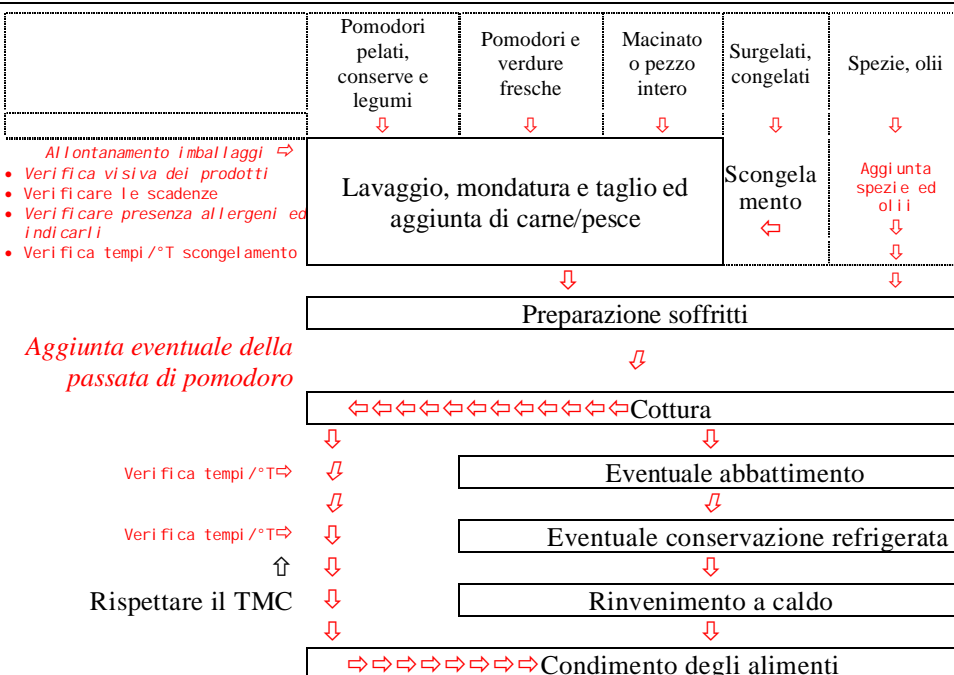 Pomodori
pelati,
conserve e
legumi
Pomodori e
verdure
fresche
Macinato
o pezzo
intero
Surgelati,
congelati
Spezie, olii
⇩ ⇩ ⇩ ⇩ ⇩
Allontanamento imballaggi ⇨
• Verifica visiva dei prodotti
• Verificare le scadenze
• Verificare presenza allergeni ed
indicarli
• Verifica tempi/°T scongelamento
Lavaggio, mondatura e taglio ed
aggiunta di carne/pesce
Scongela
mento
⇦
Aggiunta
spezie ed
olii
⇩
⇩
⇩ ⇩
Preparazione soffritti
Aggiunta eventuale della
passata di pomodoro
⇩
⇦⇦⇦⇦⇦⇦⇦⇦⇦⇦⇦⇦Cottura
⇩ ⇩
Verifica tempi/°T⇨ ⇩ Eventuale abbattimento
⇩ ⇩
Verifica tempi/°T⇨ ⇩ Eventuale conservazione refrigerata
⇧ ⇩ ⇩
Rispettare il TMC ⇩ Rinvenimento a caldo
⇩ ⇩
⇨⇨⇨⇨⇨⇨⇨⇨Condimento degli alimenti